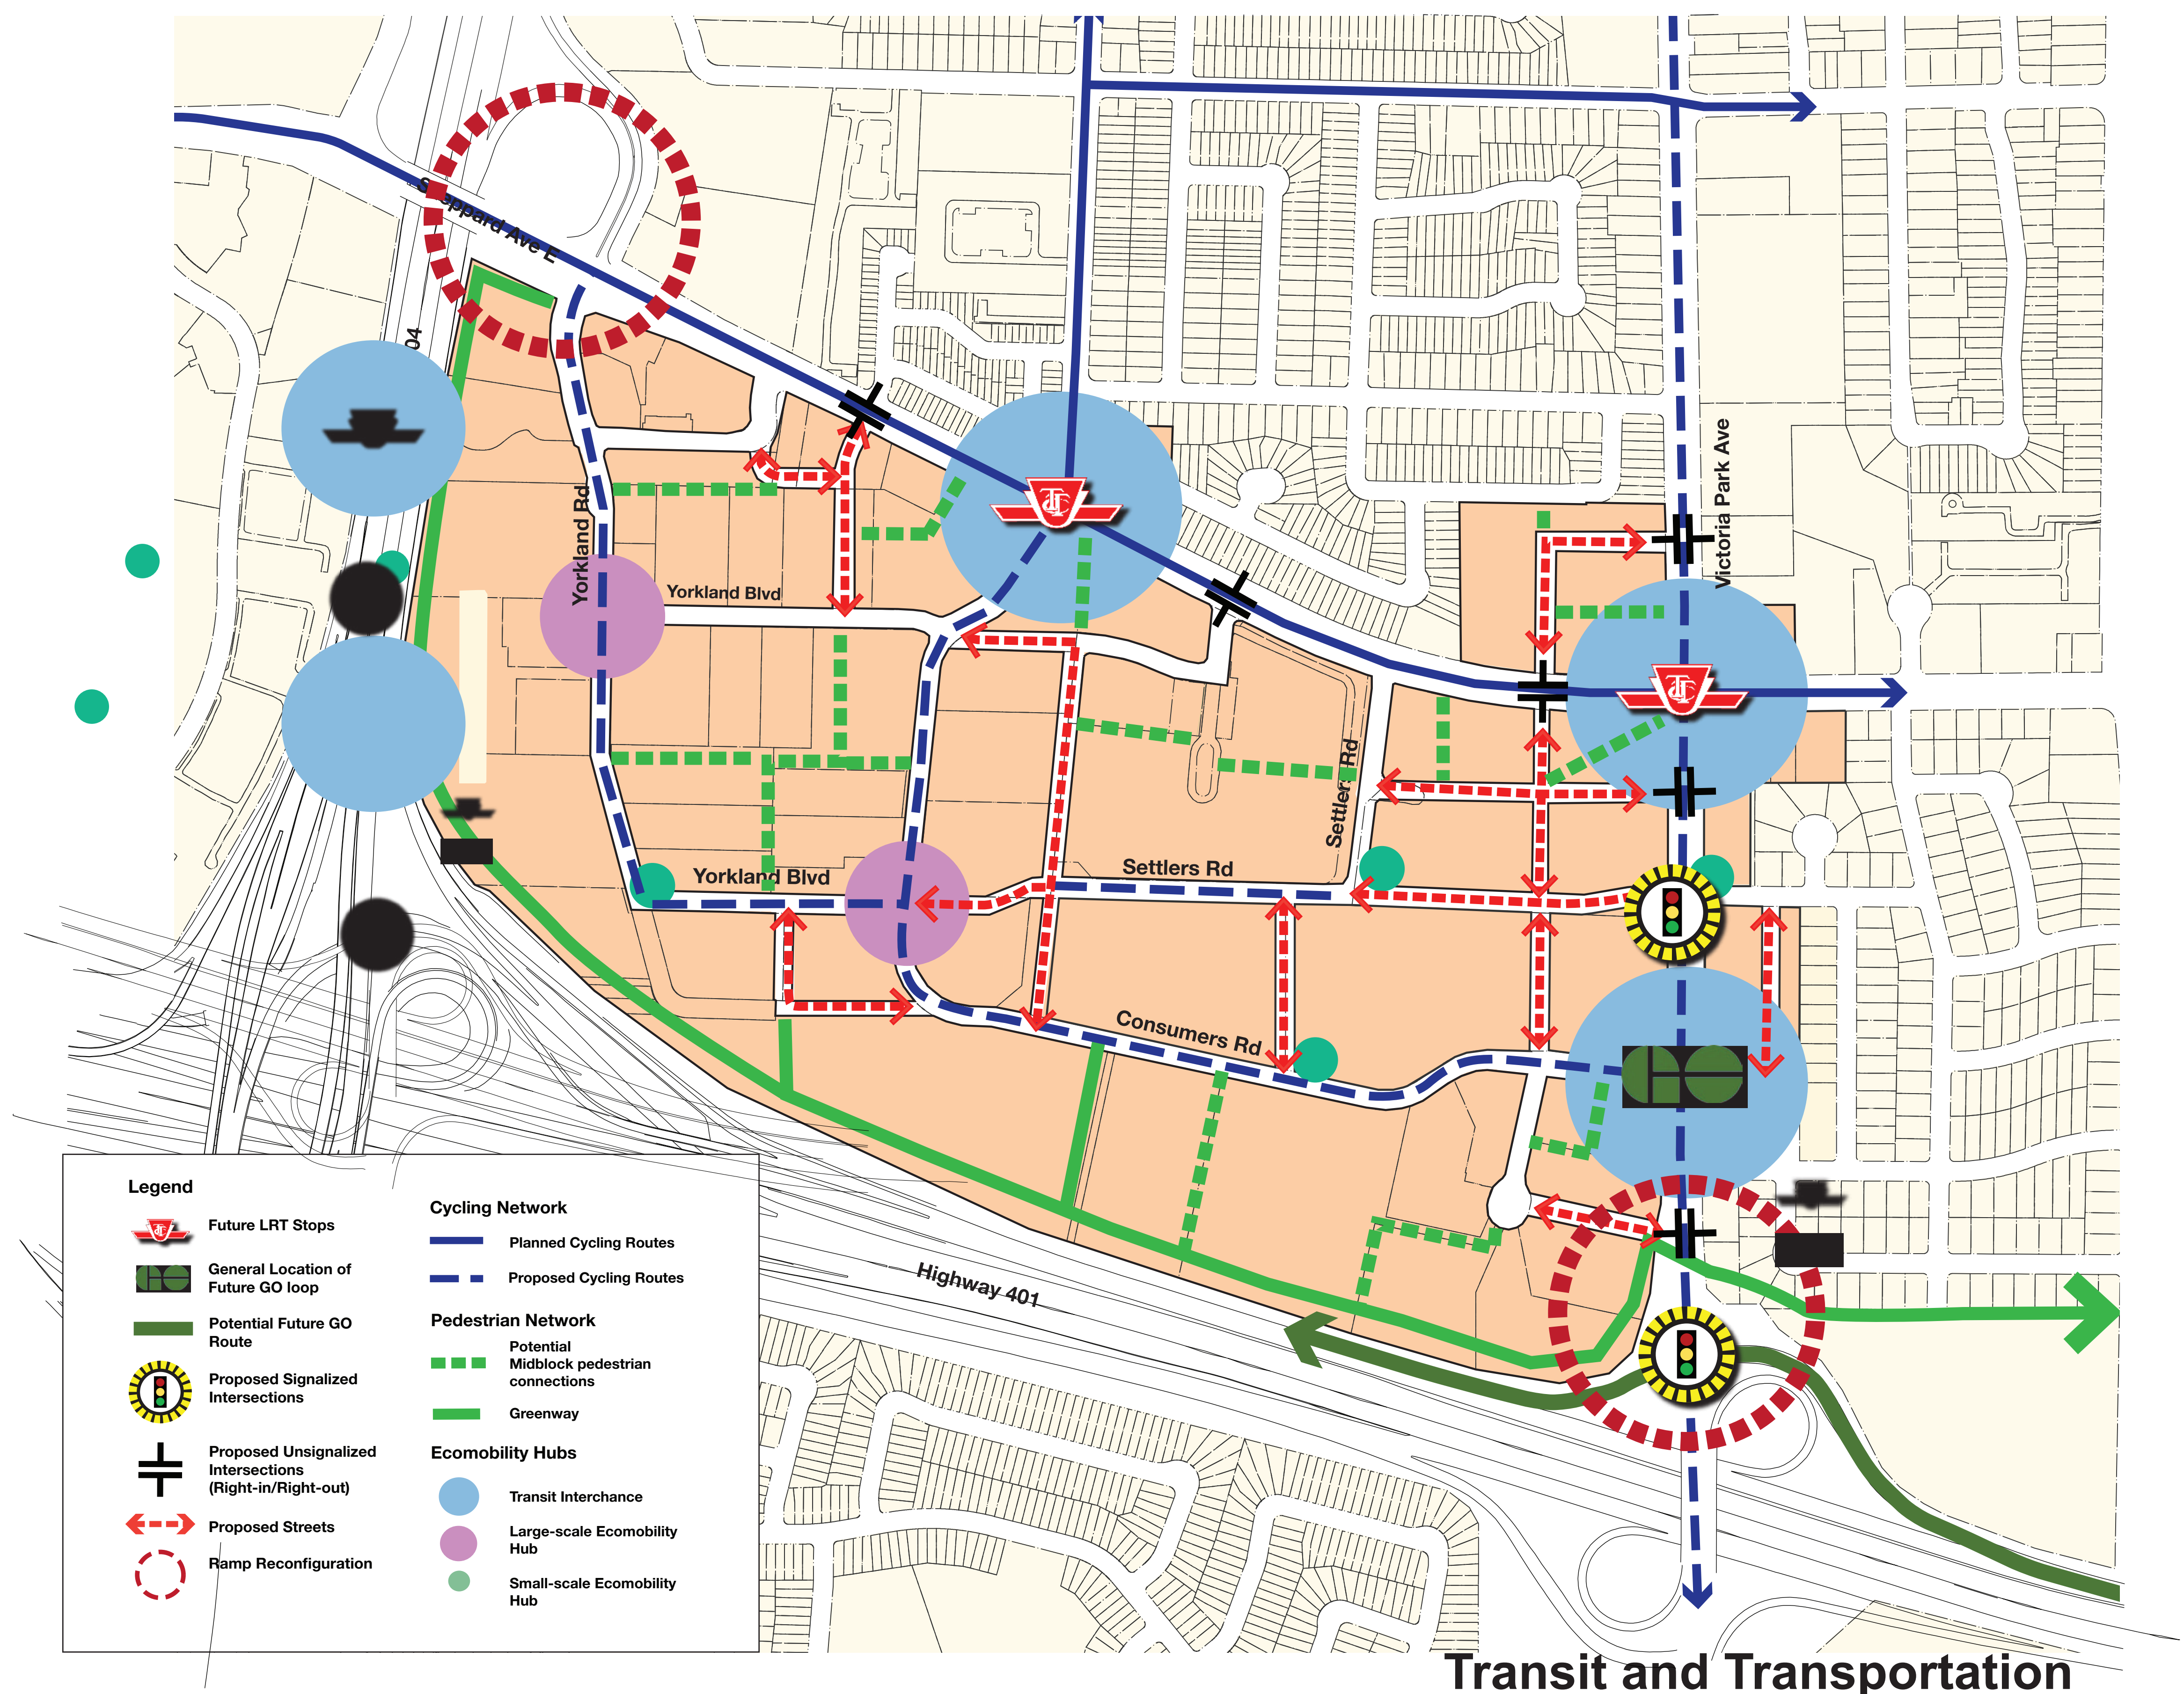 Sheppard Ave E
04
Yorkland Rd
Yorkland Blvd
Victoria Park Ave
Settlers Rd
Yorkland Blvd
Settlers Rd
Consumers Rd
Highway 401
Legend
Future LRT Stops
General Location of
Future GO loop
Potential Future GO
Route
Proposed Signalized
Intersections
Proposed Unsignalized
Intersections
(Right-in/Right-out)
Proposed Streets
Ramp Reconfiguration
Cycling Network
Planned Cycling Routes
Proposed Cycling Routes
Pedestrian Network
Potential
Midblock pedestrian
connections
Greenway
Ecomobility Hubs
Transit Interchance
Large-scale Ecomobility
Hub
Small-scale Ecomobility
Hub
Transit and Transportation